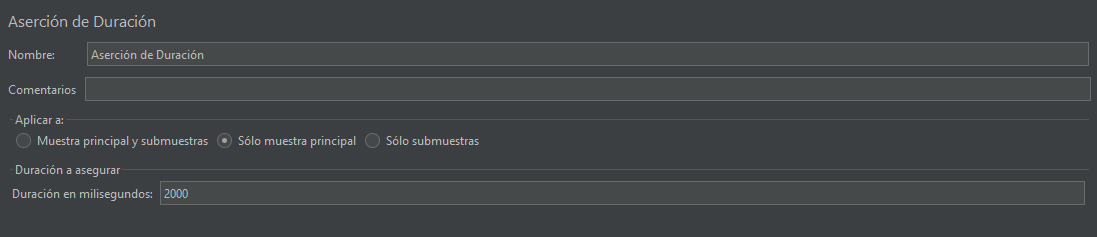 Aserción de Duración
Nombre: Aserción de Duración
Comentarios
Aplicar a:
Muestra principal y submuestras Sólo muestra principal Sólo submuestras
Duración a asegurar
Duración en milisegundos: 2000